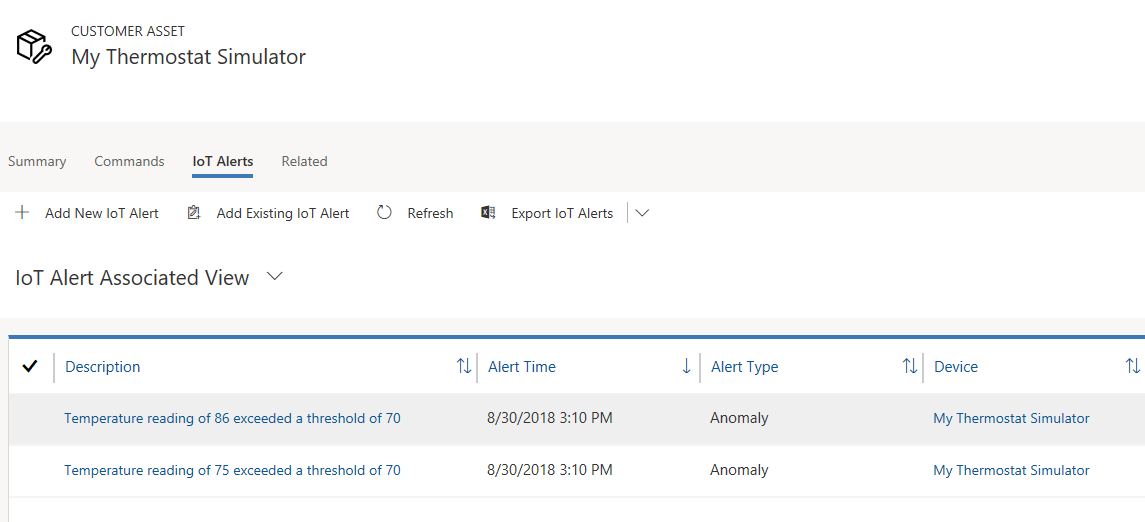 CUSTOMER ASSET
My Thermostat Simulator
Summary Commands IoT Alerts Related
Add New IoT Alert Add Existing IoT Alert Refresh Export IoT Alerts
IoT Alert Associated View
Description Alert Time Alert Type Device
Temperature reading of 86 exceeded a threshold of 70 8/30/2018 3:10 PM Anomaly My Thermostat Simulator
Temperature reading of 75 exceeded a threshold of 70 8/30/2018 3:10 PM Anomaly My Thermostat Simulator